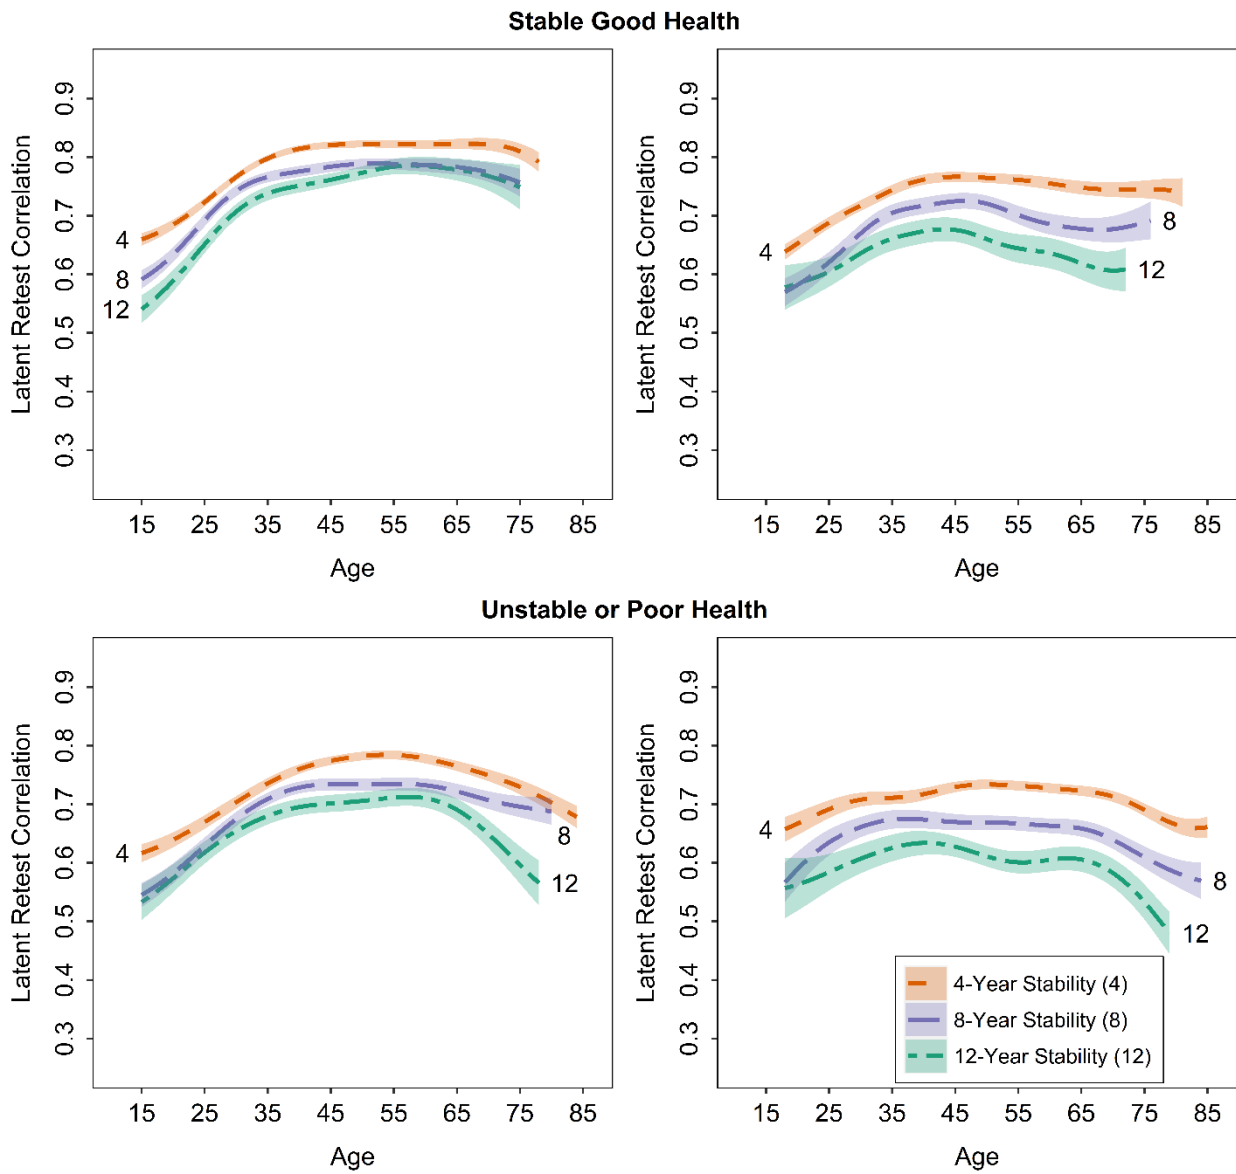 Stable Good Health
Latent Retest Correlation
0.9
0.8
0.7
0.6
0.5
0.4
0.3
4
8
12
15 25 35 45 55 65 75 85
Age
Latent Retest Correlation
0.9
0.8
0.7
0.6
0.5
0.4
0.3
4
8
12
15 25 35 45 55 65 75 85
Age
Unstable or Poor Health
Latent Retest Correlation
0.9
0.8
0.7
0.6
0.5
0.4
0.3
4
8
12
15 25 35 45 55 65 75 85
Age
Latent Retest Correlation
0.9
0.8
0.7
0.6
0.5
0.4
0.3
4
8
12
4-Year Stability (4)
8-Year Stability (8)
12-Year Stability (12)
15 25 35 45 55 65 75 85
Age